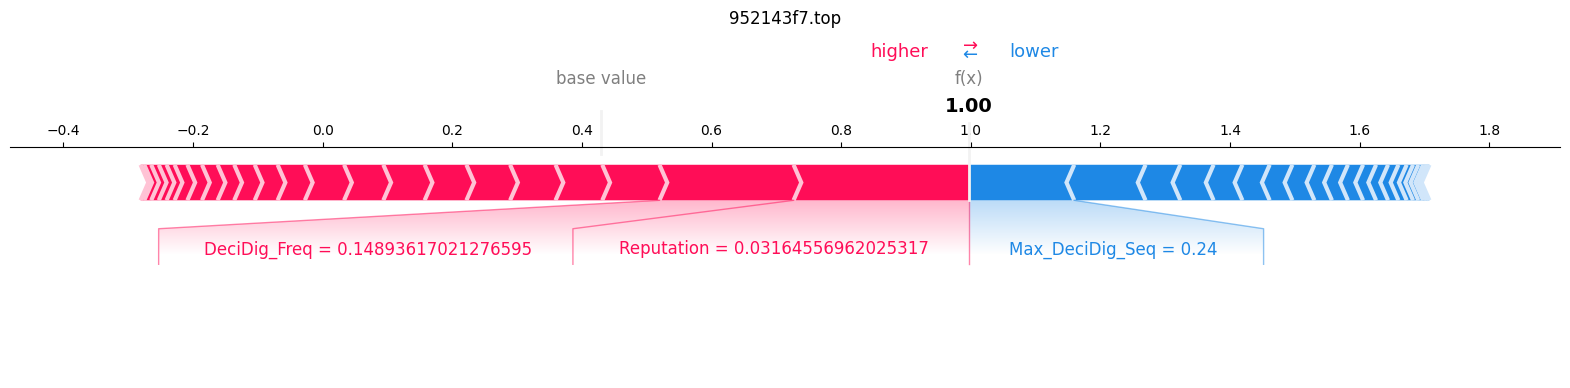 952143f7.top
higher → ← lower
base value f(x)
1.00
−0.4 −0.2 0.0 0.2 0.4 0.6 0.8 1.0 1.2 1.4 1.6 1.8
DeciDig_Freq = 0.14893617021276595 Reputation = 0.03164556962025317 Max_DeciDig_Seq = 0.24